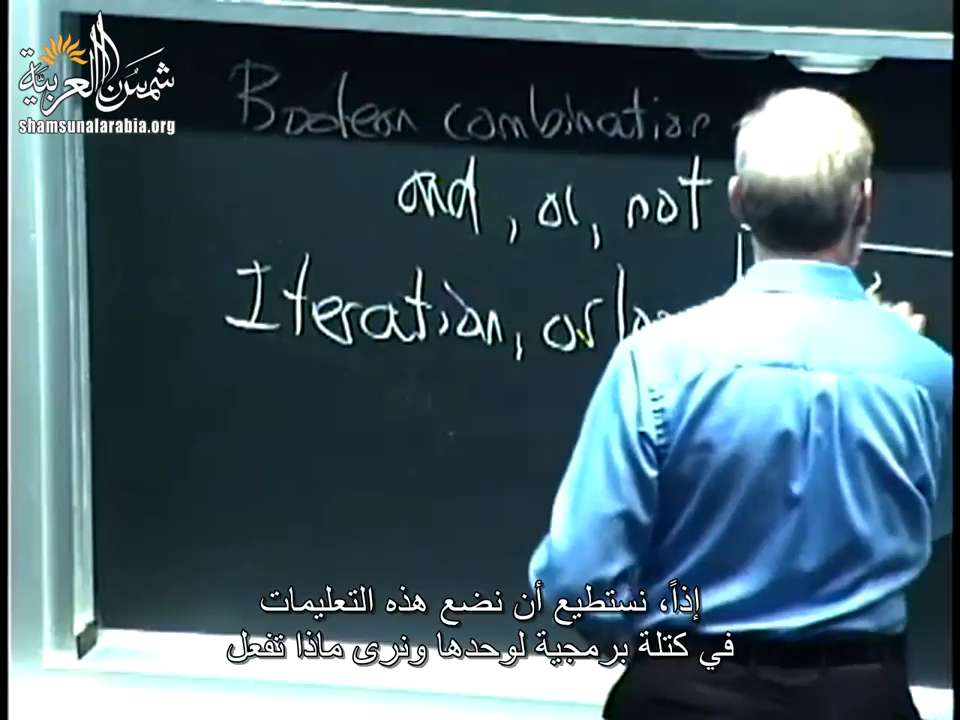 شمس العربية
shamsunalarabia.org
Boolean combination
and, or, not
Iteration, or
إذاً، نستطيع أن نضع هذه التعليمات
في كتلة برمجية لوحدها ونرى ماذا تفعل